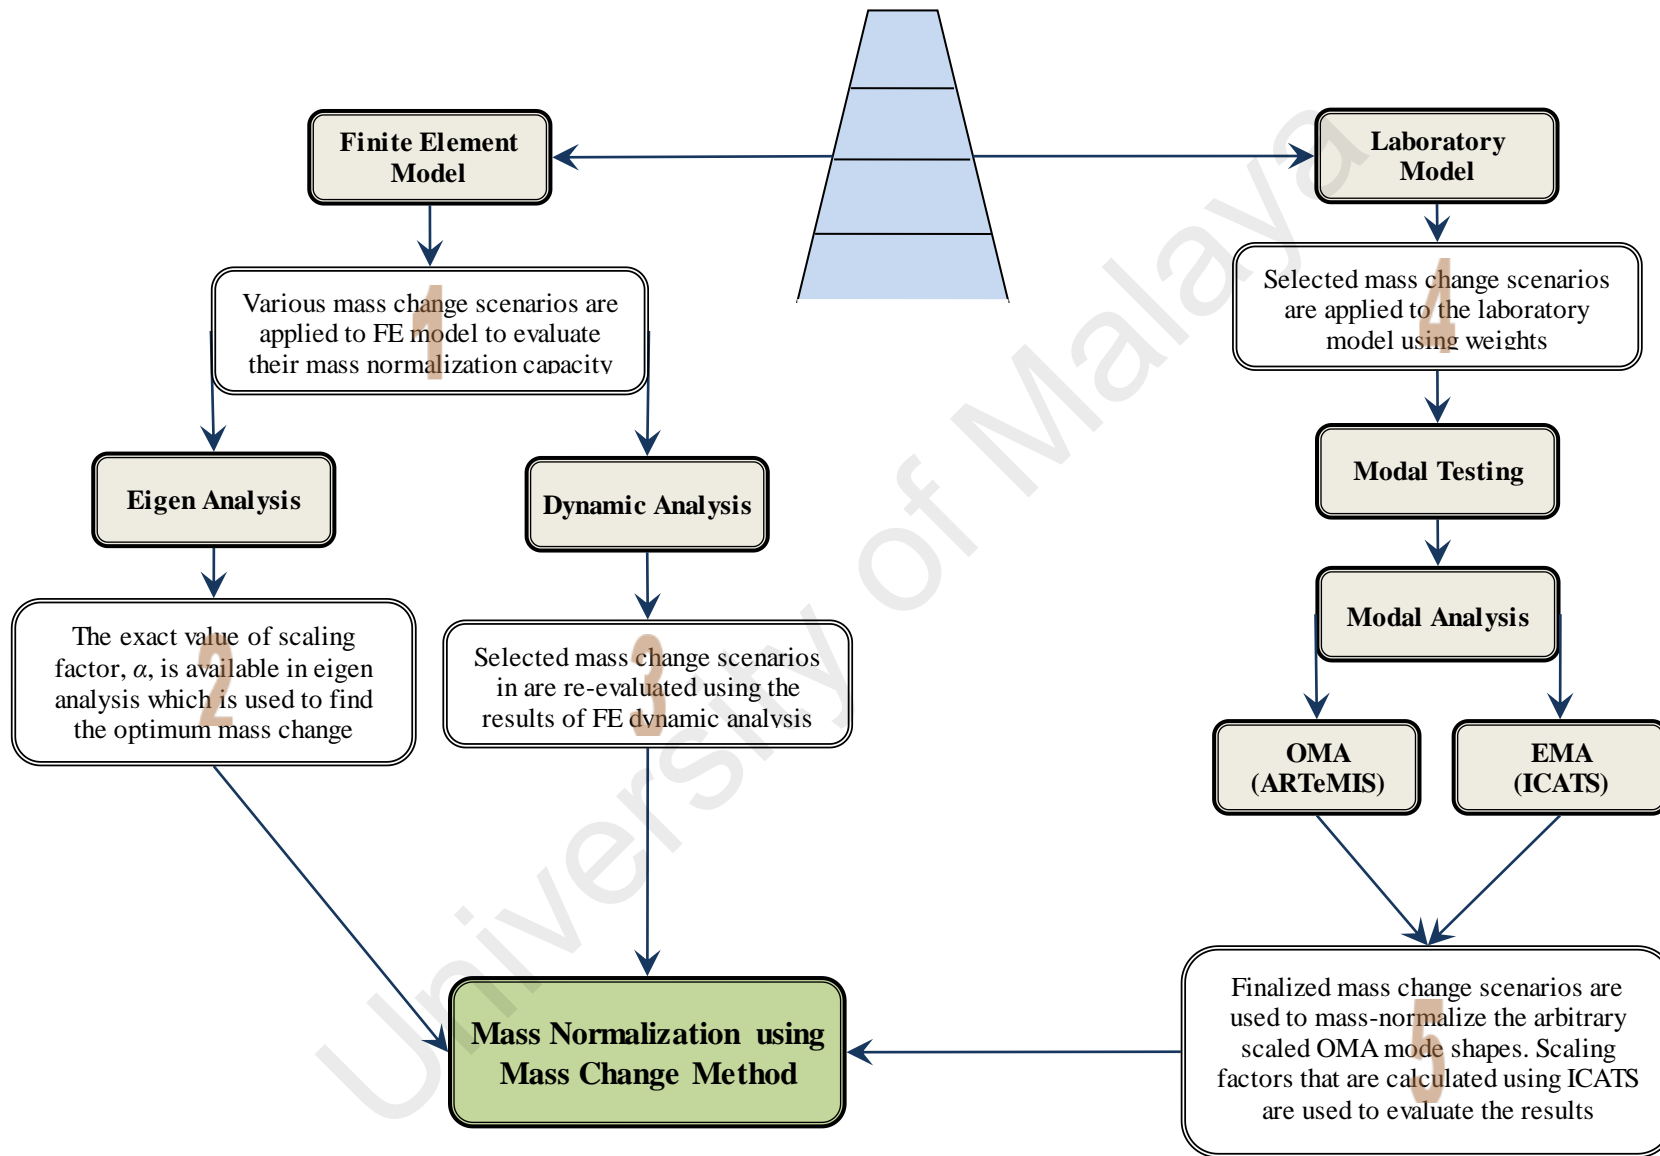 Finite Element
Model
Various mass change scenarios are
applied to FE model to evaluate
their mass normalization capacity
1
Eigen Analysis
Dynamic Analysis
The exact value of scaling
factor, α, is available in eigen
analysis which is used to find
the optimum mass change
2
Selected mass change scenarios
in are re-evaluated using the
results of FE dynamic analysis
3
Laboratory
Model
Selected mass change scenarios
are applied to the laboratory
model using weights
4
Modal Testing
Modal Analysis
OMA
(ARTeMIS)
EMA
(ICATS)
Finalized mass change scenarios are
used to mass-normalize the arbitrary
scaled OMA mode shapes. Scaling
factors that are calculated using ICATS
are used to evaluate the results
5
Mass Normalization using
Mass Change Method
University of Malaya